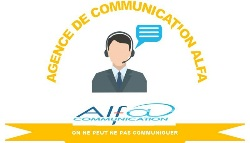 AGENCE DE COMMUNICATION ALFA
Alfa
COMMUNICATION
ON NE PEUT NE PAS COMMUNIQUER